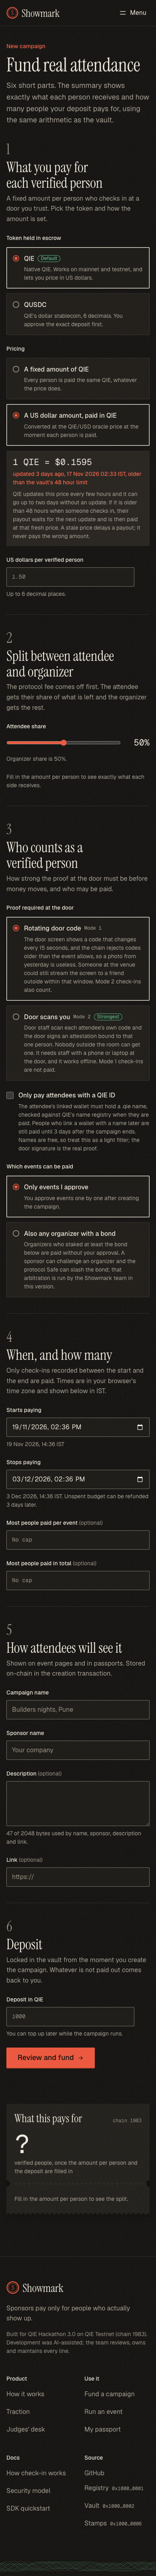 Showmark
Menu
New campaign
Fund real attendance
Six short parts. The summary shows
exactly what each person receives and how
many people your deposit pays for, using
the same arithmetic as the vault.
1
What you pay for
each verified person
A fixed amount per person who checks in at a
door you trust. Pick the token and how the
amount is set.
Token held in escrow
QIE Default
Native QIE. Works on mainnet and testnet, and
lets you price in US dollars.
QUSDC
QIE's dollar stablecoin, 6 decimals. You
approve the exact deposit first.
Pricing
A fixed amount of QIE
Every person is paid the same QIE, whatever
the price does.
A US dollar amount, paid in QIE
Converted at the QIE/USD oracle price at the
moment each person is paid.
1 QIE = $0.1595
updated 3 days ago, 17 Nov 2026 02:33 IST, older
than the vault's 48 hour limit
QIE updates this price every few hours and it can
go up to two days without an update. If it is older
than 48 hours when someone checks in, their
payout waits for the next update and is then paid
at that fresh price. A stale price delays a payout; it
never pays the wrong amount.
US dollars per verified person
1.50
Up to 6 decimal places.
2
Split between attendee
and organizer
The protocol fee comes off first. The attendee
gets their share of what is left and the organizer
gets the rest.
Attendee share
50%
Organizer share is 50%.
Fill in the amount per person to see exactly what each
side receives.
3
Who counts as a
verified person
How strong the proof at the door must be before
money moves, and who may be paid.
Proof required at the door
Rotating door code Mode 1
The door screen shows a code that changes
every 15 seconds, and the chain rejects codes
older than the event allows, so a photo from
yesterday is useless. Someone at the venue
could still stream the screen to a friend
outside within that window. Mode 2 check-ins
also count.
Door scans you Mode 2 Strongest
Door staff scan each attendee's own code and
the door signs an attestation bound to that
person. Nobody outside the room can get
one. It needs staff with a phone or laptop at
the door, and it works offline. Mode 1 check-ins
are not paid.
Only pay attendees with a QIE ID
The attendee's linked wallet must hold a .qie name,
checked against QIE's name registry when they are
paid. People who link a wallet with a name later are
still paid until 3 days after the campaign ends.
Names are free, so treat this as a light filter; the
door signature is the real proof.
Which events can be paid
Only events I approve
You approve events one by one after creating
the campaign.
Also any organizer with a bond
Organizers who staked at least the bond
below are paid without your approval. A
sponsor can challenge an organizer and the
protocol Safe can slash the bond; that
arbitration is run by the Showmark team in
this version.
4
When, and how many
Only check-ins recorded between the start and
the end are paid. Times are in your browser's
time zone and shown below in IST.
Starts paying
19/11/2026, 02:36 PM
19 Nov 2026, 14:36 IST
Stops paying
03/12/2026, 02:36 PM
3 Dec 2026, 14:36 IST. Unspent budget can be refunded
3 days later.
Most people paid per event (optional)
No cap
Most people paid in total (optional)
No cap
5
How attendees will see it
Shown on event pages and in passports. Stored
on-chain in the creation transaction.
Campaign name
Builders nights, Pune
Sponsor name
Your company
Description (optional)
47 of 2048 bytes used by name, sponsor, description
and link.
Link (optional)
https://
6
Deposit
Locked in the vault from the moment you create
the campaign. Whatever is not paid out comes
back to you.
Deposit in QIE
1000
You can top up later while the campaign runs.
Review and fund →
What this pays for
chain 1983
?
verified people, once the amount per person and
the deposit are filled in
Fill in the amount per person to see the split.
Showmark
Sponsors pay only for people who actually
show up.
Built for QIE Hackathon 3.0 on QIE Testnet (chain 1983).
Development was AI-assisted; the team reviews, owns
and maintains every line.
Product
How it works
Traction
Judges' desk
Use it
Fund a campaign
Run an event
My passport
Docs
How check-in works
Security model
SDK quickstart
Source
GitHub
Registry
Vault
Stamps